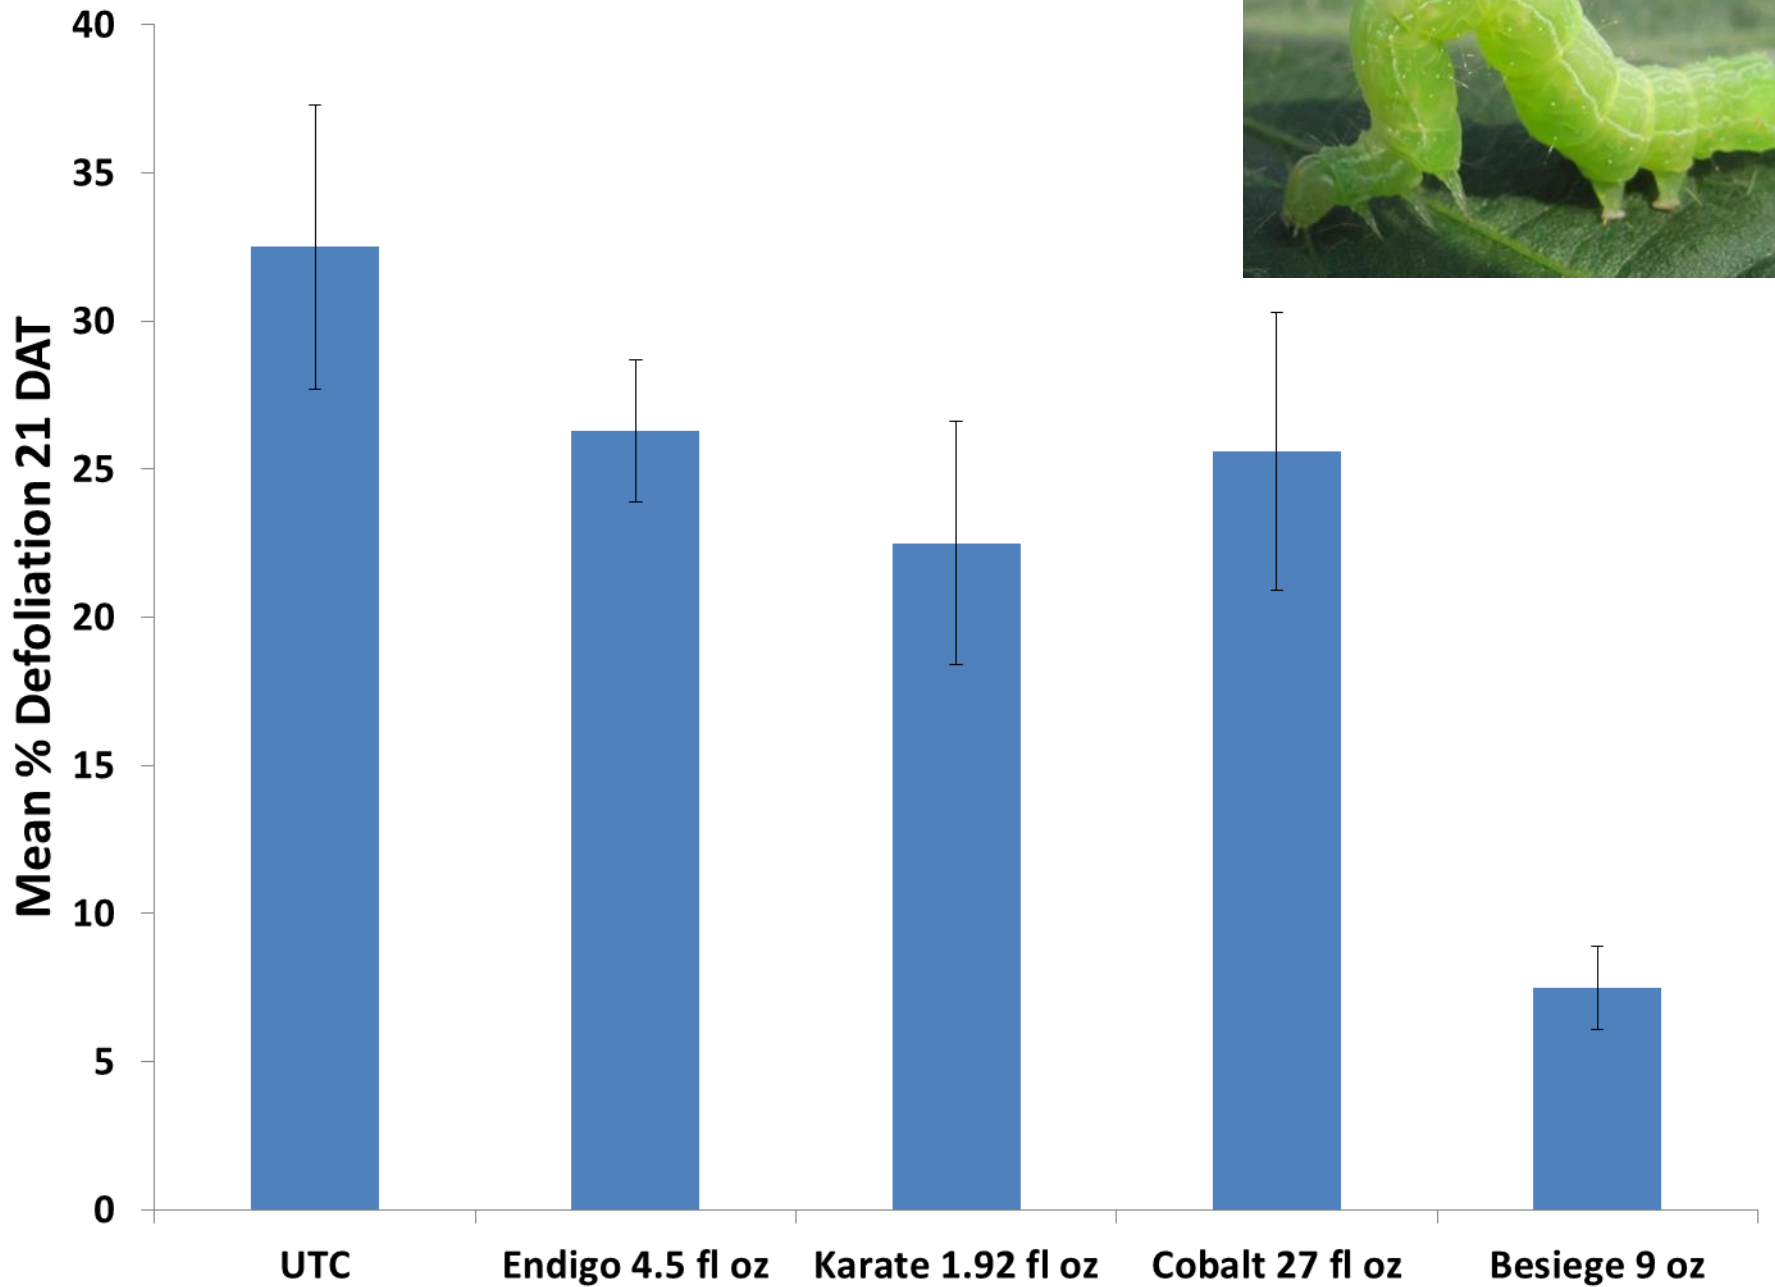 Mean % Defoliation 21 DAT
40
35
30
25
20
15
10
5
0
UTC
Endigo 4.5 fl oz
Karate 1.92 fl oz
Cobalt 27 fl oz
Besiege 9 oz